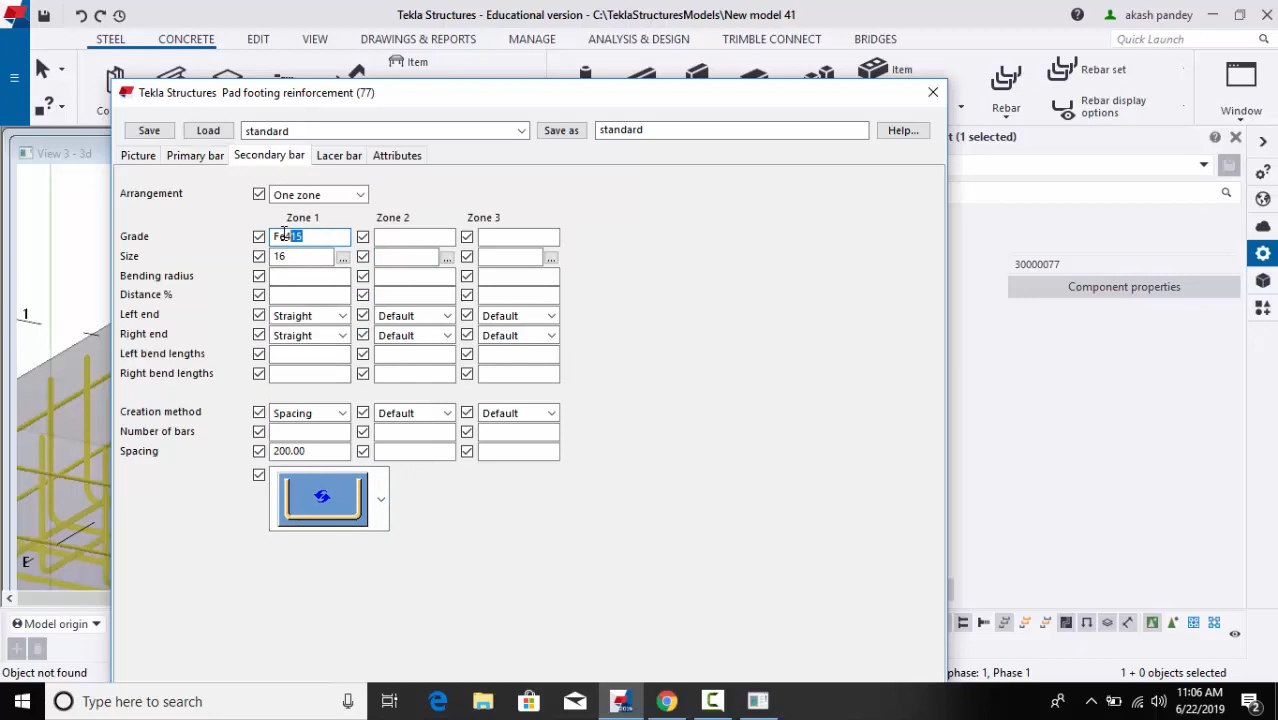 Tekla Structures - Educational version - C:\TeklaStructuresModels\New model 41
akash pandey
STEEL CONCRETE EDIT VIEW DRAWINGS & REPORTS MANAGE ANALYSIS & DESIGN TRIMBLE CONNECT BRIDGES
Quick Launch
Item
Item
Rebar
Rebar set
Rebar display options
Window
View 3 - 3d
Tekla Structures Pad footing reinforcement (77)
t (1 selected)
Save Load standard Save as standard Help...
Picture Primary bar Secondary bar Lacer bar Attributes
Arrangement One zone
Zone 1 Zone 2 Zone 3
Grade Fe415
Size 16 ... ... ...
Bending radius
Distance %
Left end Straight Default Default
Right end Straight Default Default
Left bend lengths
Right bend lengths
Creation method Spacing Default Default
Number of bars
Spacing 200.00
30000077
Component properties
1
E
Model origin
Object not found
phase: 1, Phase 1
1 + 0 objects selected
Type here to search
11:06 AM
6/22/2019
2